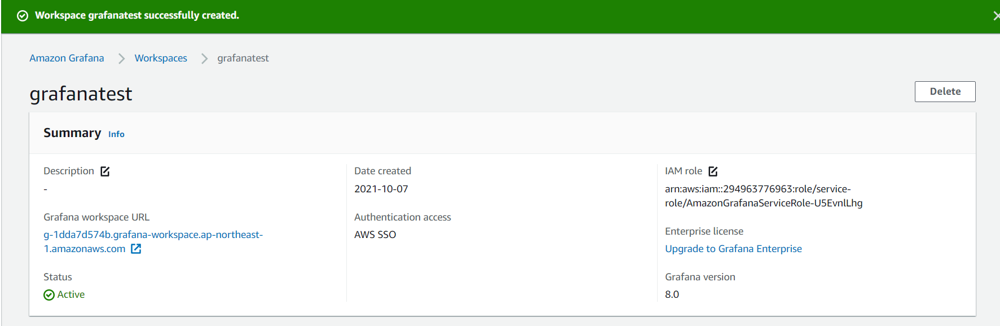 Workspace grafanatest successfully created.
Amazon Grafana > Workspaces > grafanatest
grafanatest
Delete
Summary Info
Description
-
Grafana workspace URL
g-1dda7d574b.grafana-workspace.ap-northeast-
1.amazonaws.com
Status
Active
Date created
2021-10-07
Authentication access
AWS SSO
IAM role
arn:aws:iam::294963776963:role/service-
role/AmazonGrafanaServiceRole-U5EvnlLhg
Enterprise license
Upgrade to Grafana Enterprise
Grafana version
8.0